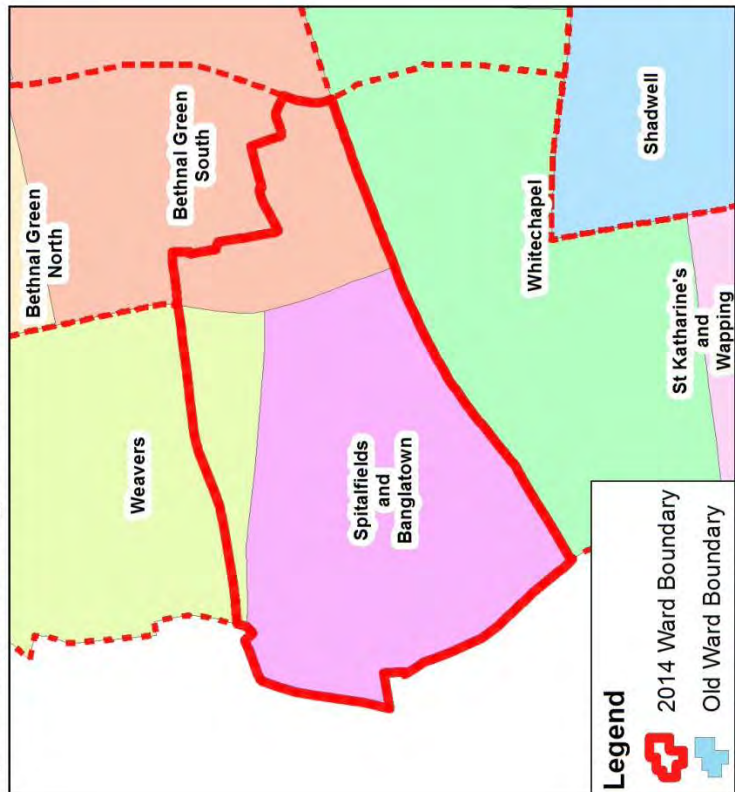 Bethnal Green
North
Bethnal Green
South
Weavers
Spitalfields
and
Banglatown
Whitechapel
Shadwell
St Katharine's
and
Wapping
Legend
2014 Ward Boundary
Old Ward Boundary